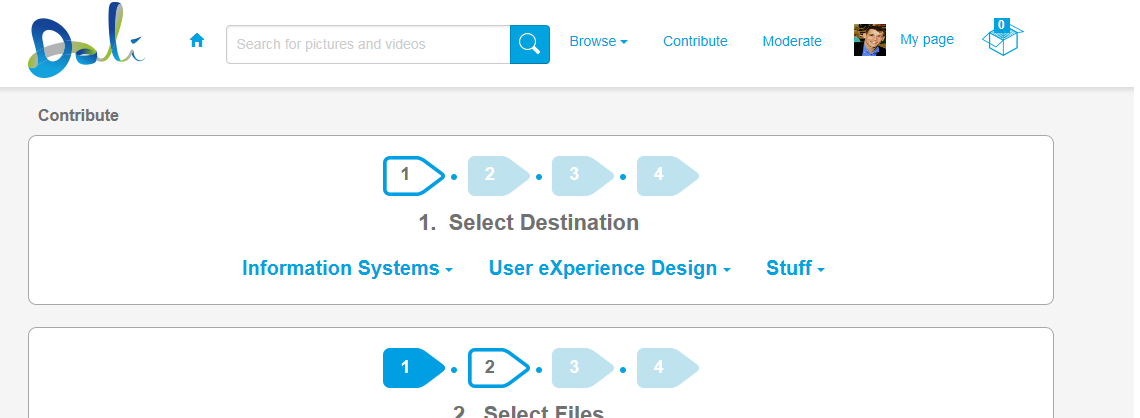 Dali
Search for pictures and videos
Browse
Contribute
Moderate
My page
0
Contribute
1 2 3 4
1. Select Destination
Information Systems
User eXperience Design
Stuff
1 2 3 4
2. Select Files